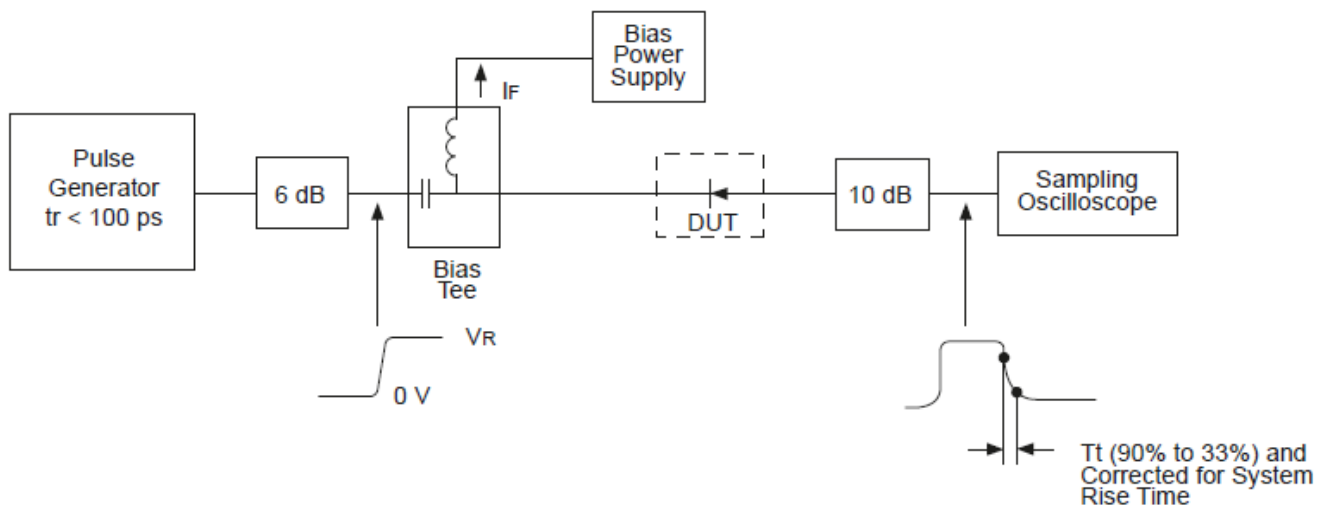 Bias
Power
Supply
IF
Pulse
Generator
tr < 100 ps
6 dB
DUT
10 dB
Sampling
Oscilloscope
Bias
Tee
VR
0 V
Tt (90% to 33%) and
Corrected for System
Rise Time